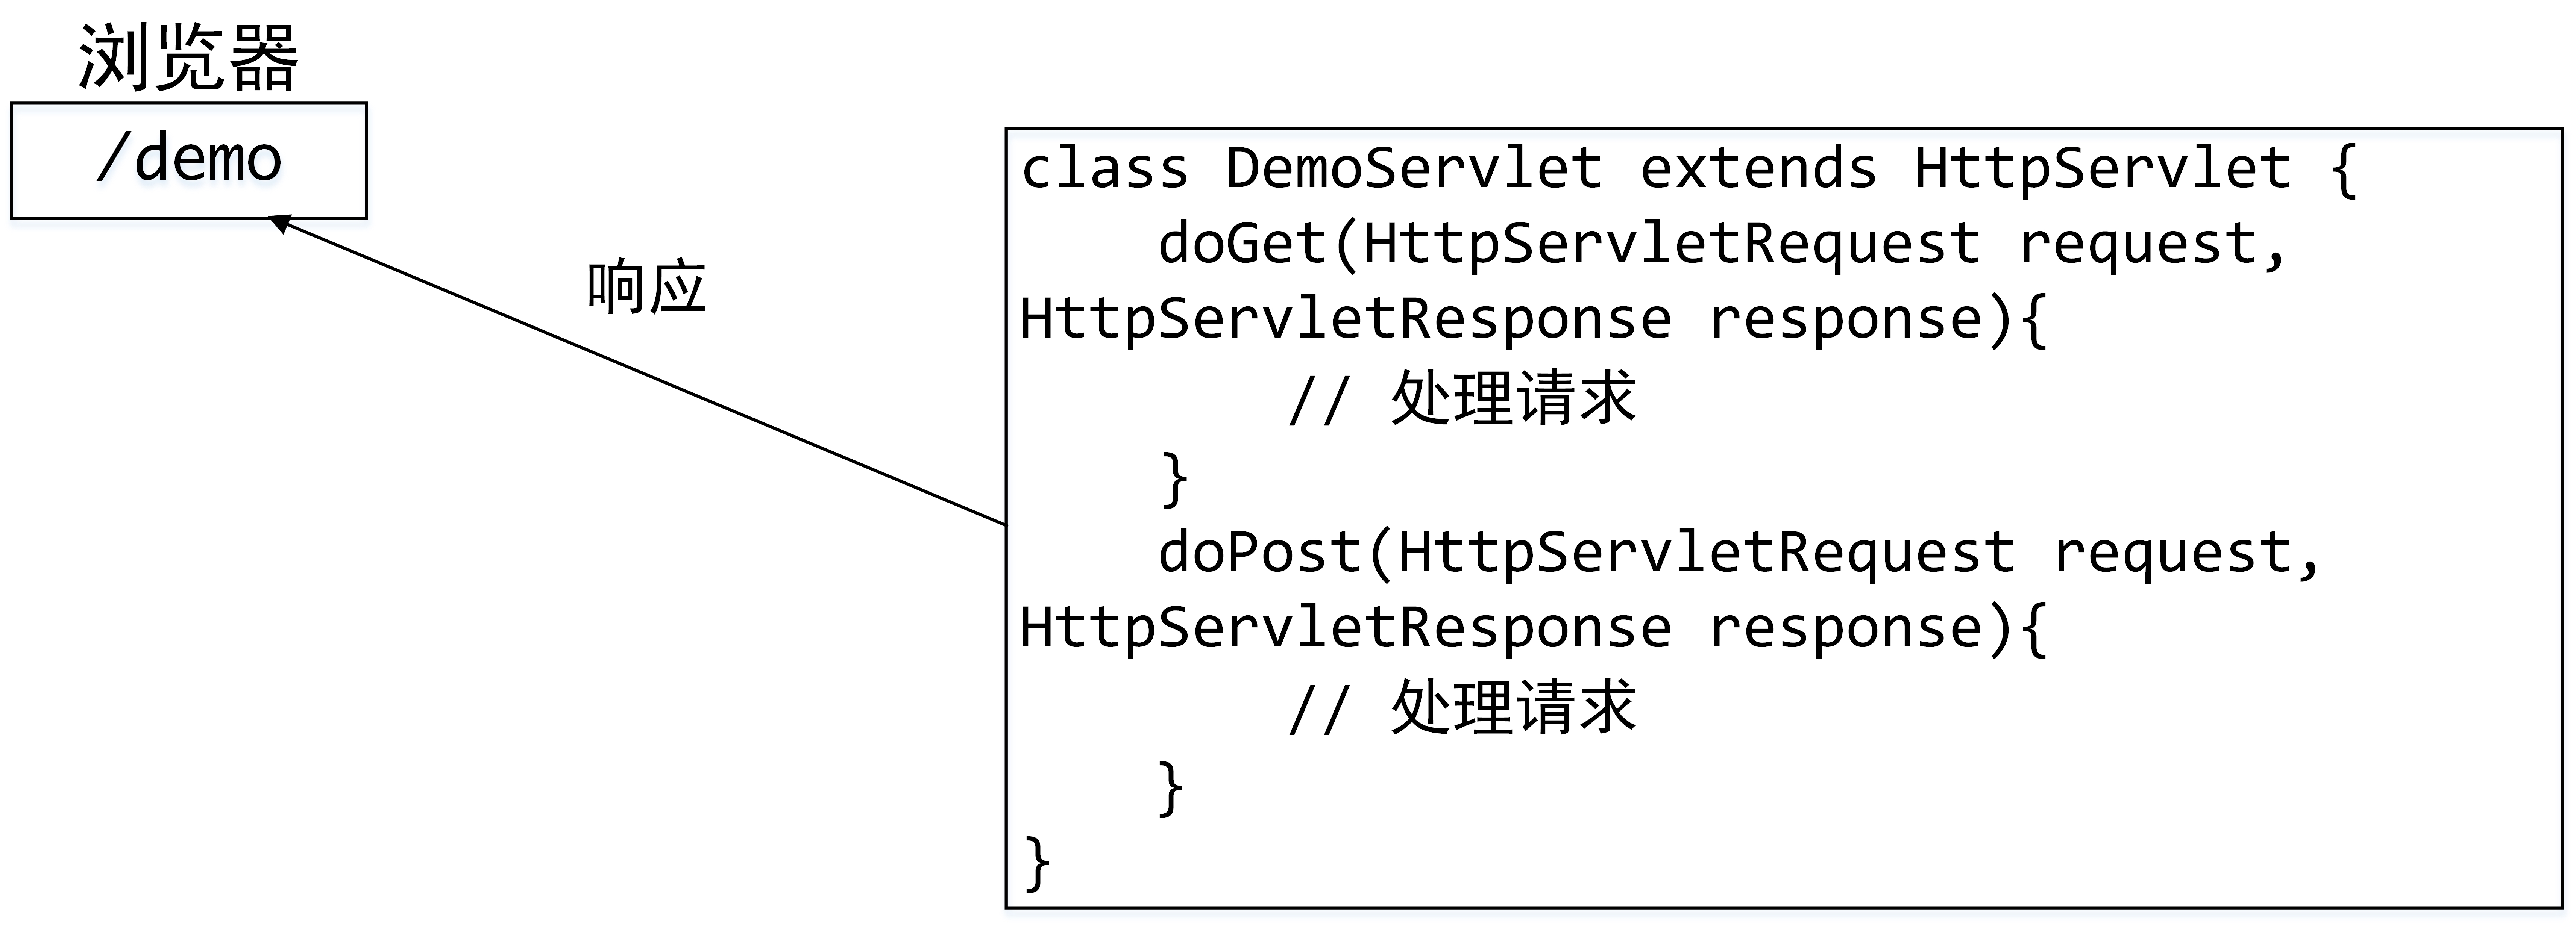 浏览器
/demo
响应
class DemoServlet extends HttpServlet {
    doGet(HttpServletRequest request,
HttpServletResponse response){
        // 处理请求
    }
    doPost(HttpServletRequest request,
HttpServletResponse response){
        // 处理请求
    }
}